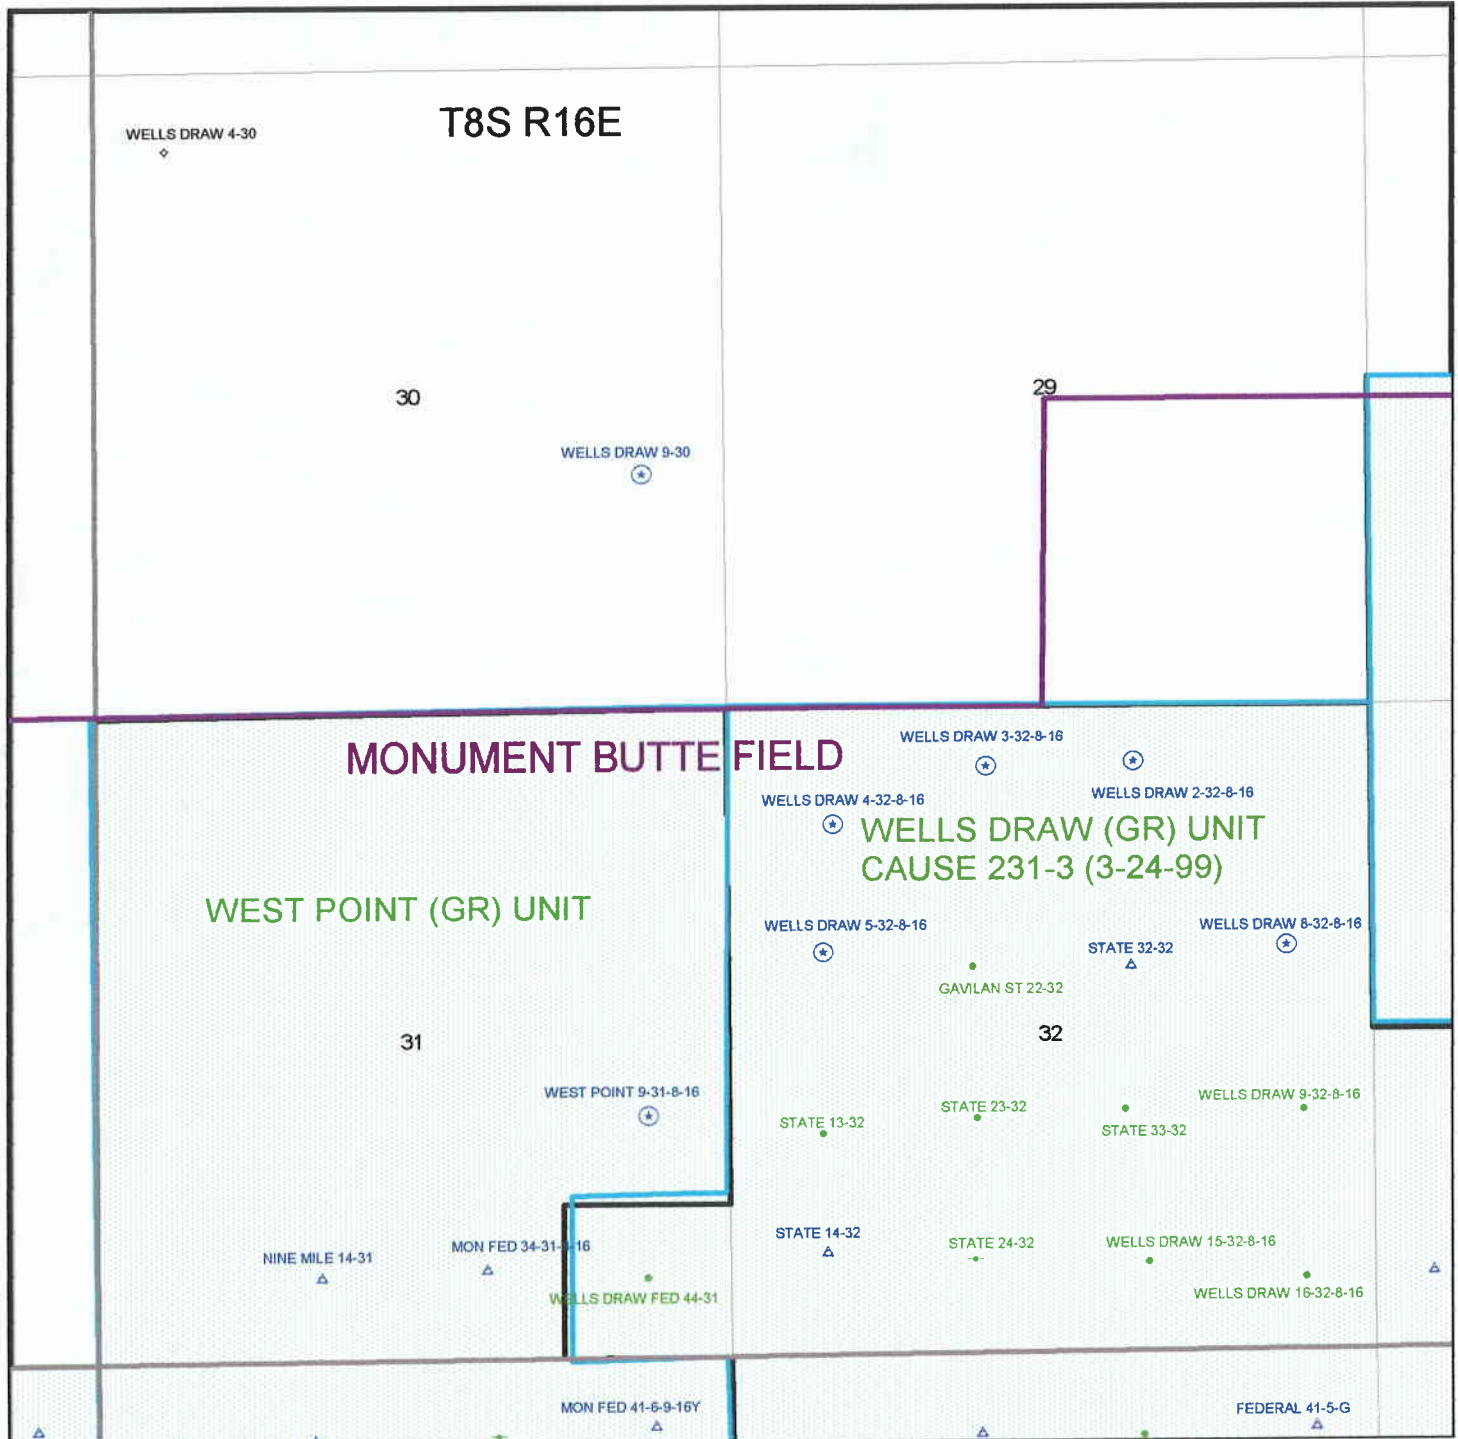 T8S R16E
WELLS DRAW 4-30
29
30
WELLS DRAW 9-30
WELLS DRAW 3-32-8-16
MONUMENT BUTTE FIELD
WELLS DRAW 2-32-8-16
WELLS DRAW 4-32-8-16
WELLS DRAW (GR) UNIT
CAUSE 231-3 (3-24-99)
WEST POINT (GR) UNIT
WELLS DRAW 5-32-8-16
WELLS DRAW 8-32-8-16
STATE 32-32
GAVILAN ST 22-32
31
32
WEST POINT 9-31-8-16
WELLS DRAW 9-32-8-16
STATE 23-32
STATE 13-32
STATE 33-32
STATE 14-32
WELLS DRAW 15-32-8-16
STATE 24-32
MON FED 34-31-8-16
NINE MILE 14-31
WELLS DRAW 16-32-8-16
WELLS DRAW FED 44-31
MON FED 41-6-9-16Y
FEDERAL 41-5-G